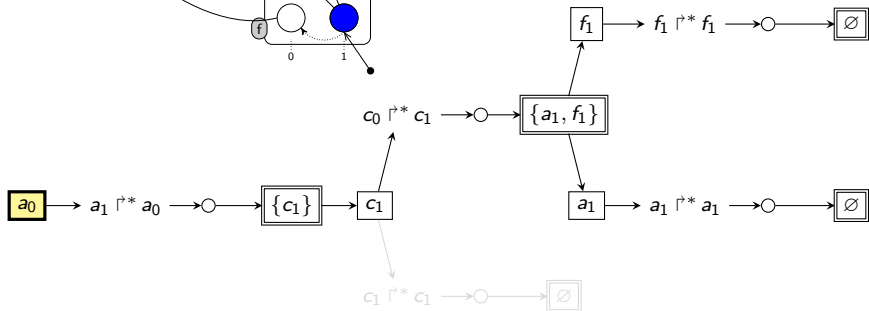 f
0 1
f₁ f₁ ↱* f₁ ∅
c₀ ↱* c₁ {a₁, f₁}
a₀ a₁ ↱* a₀ {c₁} c₁ a₁ a₁ ↱* a₁ ∅
c₁ ↱* c₁ ∅